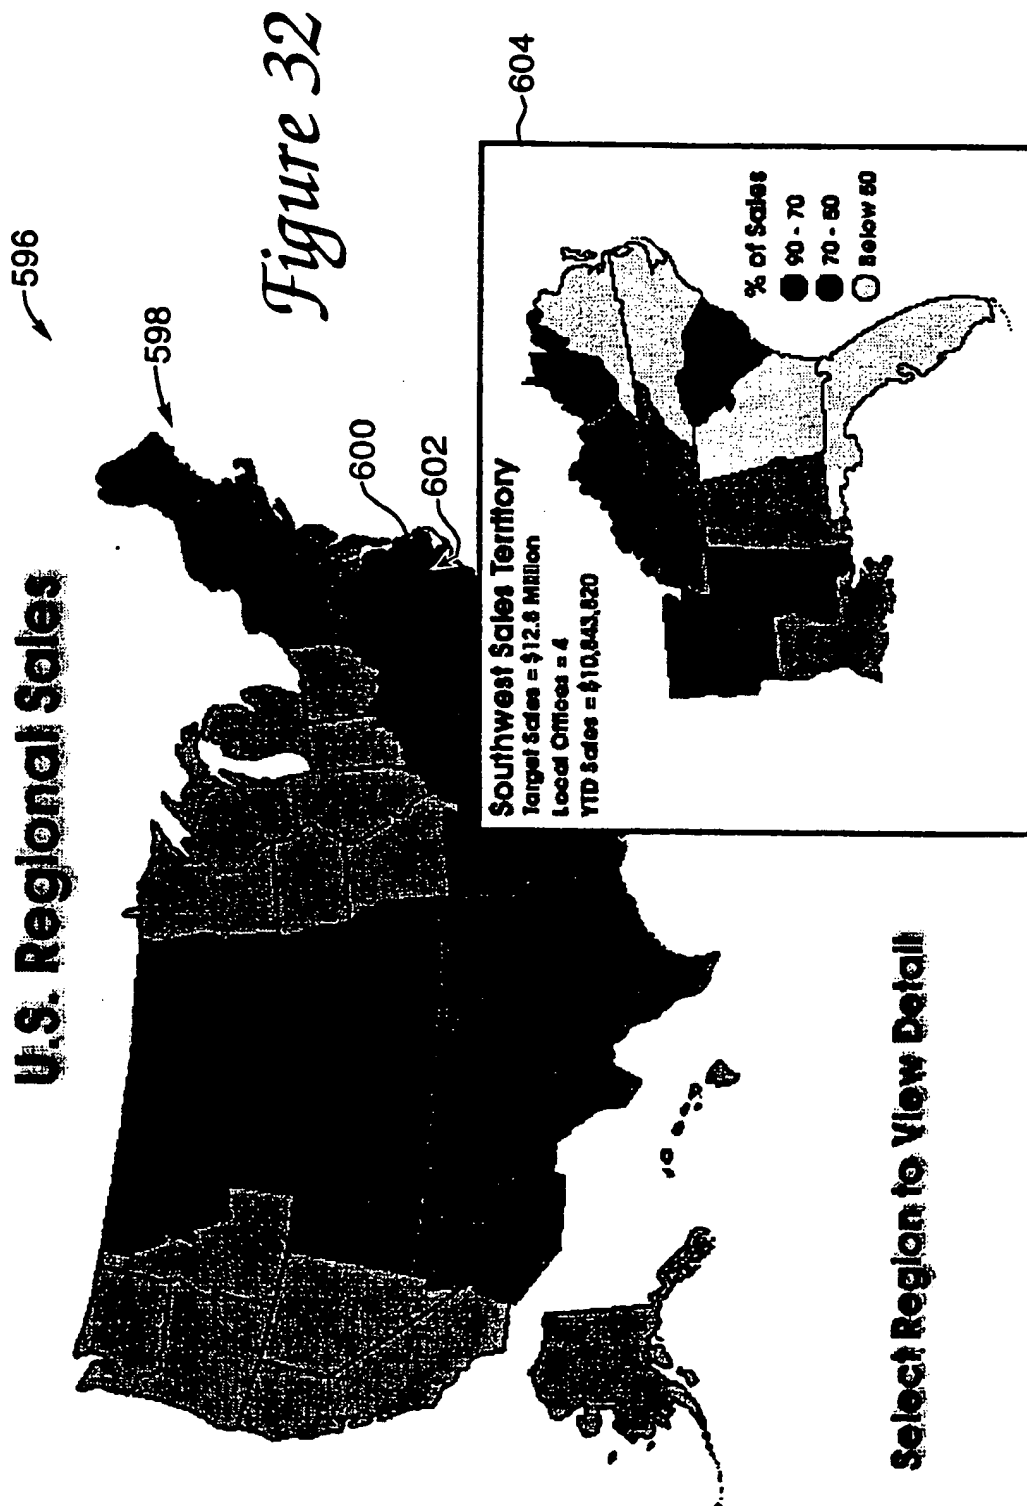 U.S. Regional Sales
596
598
Figure 32
600
602
604
Southwest Sales Territory
Target Sales = $12.8 Million
Local Offices = 4
YTD Sales = $10,843,820
% of Sales
90 - 70
70 - 50
Below 50
Select Region to View Detail